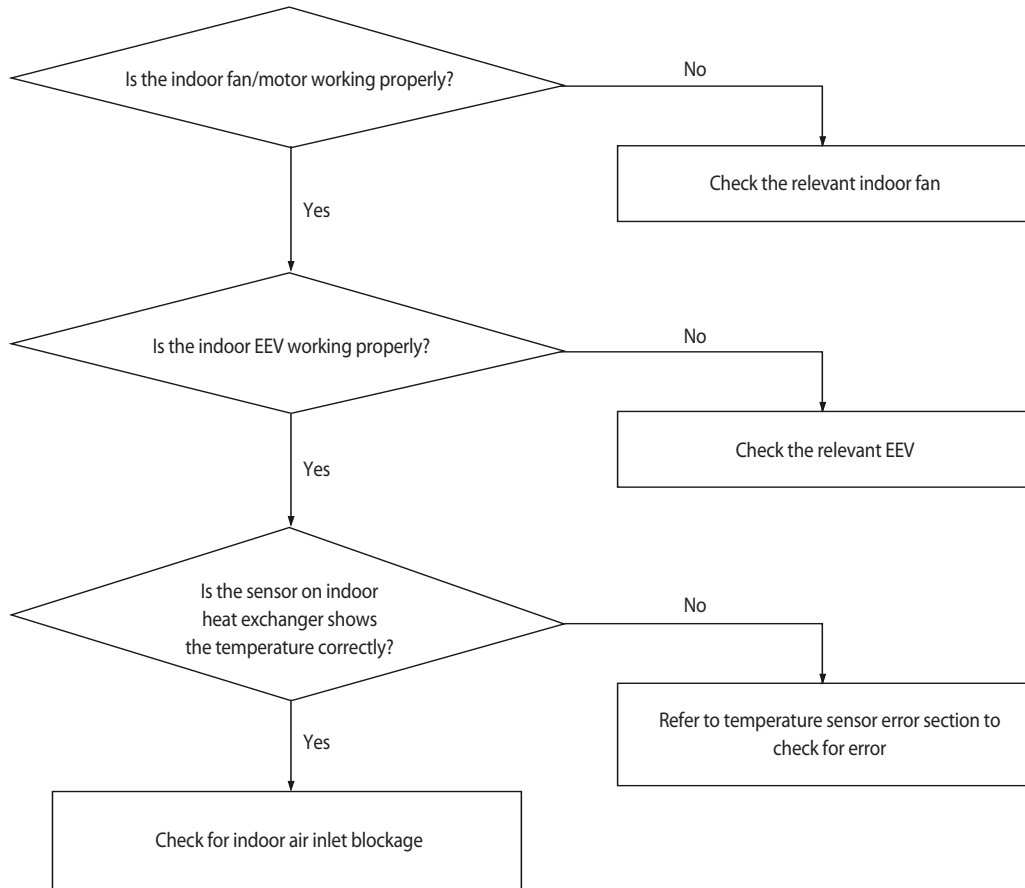 Is the indoor fan/motor working properly?
No
Check the relevant indoor fan
Yes
Is the indoor EEV working properly?
No
Check the relevant EEV
Yes
Is the sensor on indoor
heat exchanger shows
the temperature correctly?
No
Refer to temperature sensor error section to
check for error
Yes
Check for indoor air inlet blockage